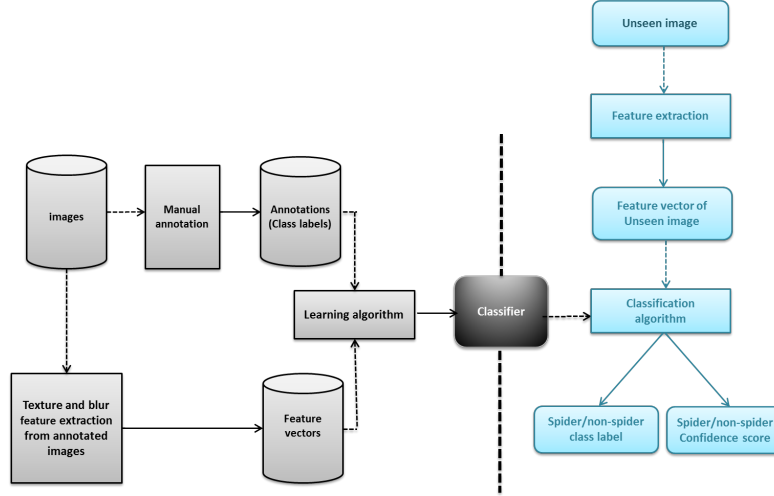 Unseen image
Feature extraction
Feature vector of
Unseen image
images
Manual
annotation
Annotations
(Class labels)
Learning algorithm
Classifier
Classification
algorithm
Texture and blur
feature extraction
from annotated
images
Feature
vectors
Spider/non-spider
class label
Spider/non-spider
Confidence score